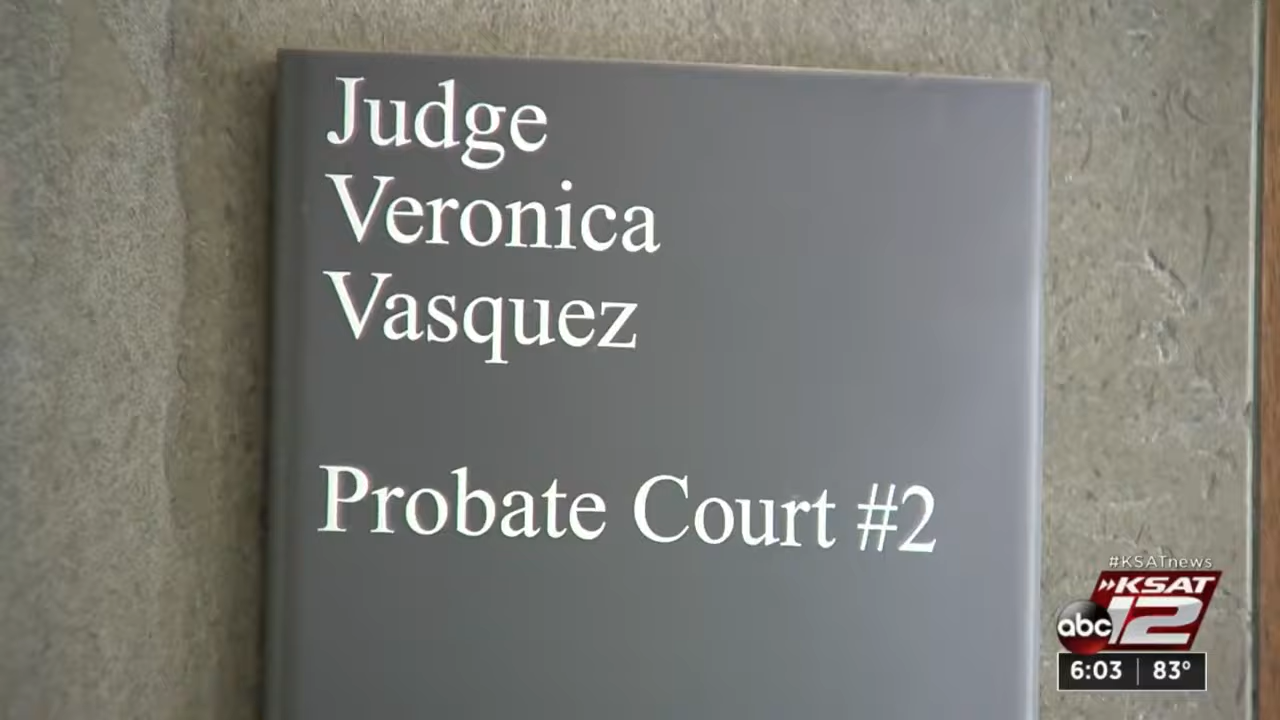 Judge
Veronica
Vasquez
Probate Court #2
#KSATnews
KSAT
abc 12
6:03 83°